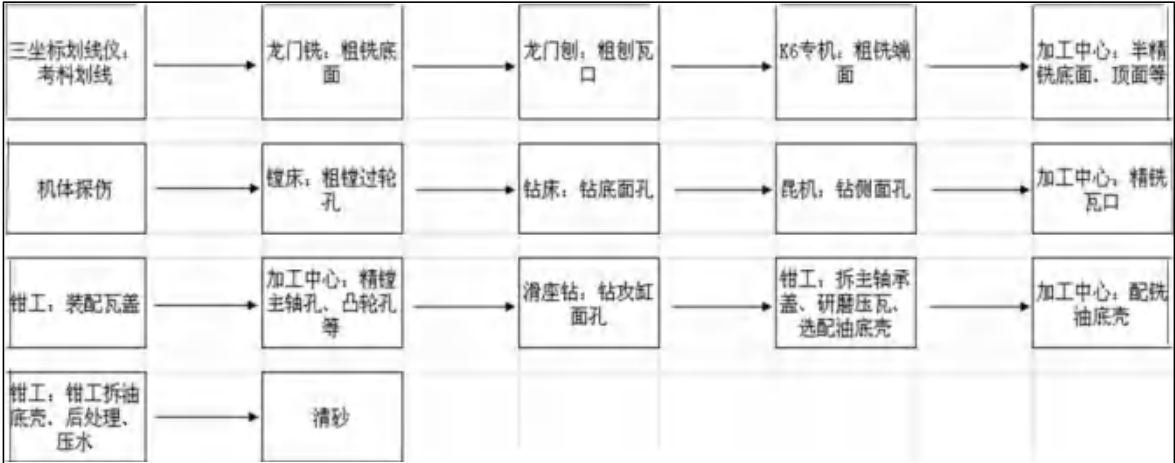 三坐标划线仪：
考料划线
龙门铣：粗铣底
面
龙门刨：粗刨瓦
口
K6专机：粗铣端
面
加工中心：半精
铣底面、顶面等
机体探伤
镗床：粗镗过轮
孔
钻床：钻底面孔
昆机：钻侧面孔
加工中心：精铣
瓦口
钳工：装配瓦盖
加工中心：精镗
主轴孔、凸轮孔
等
滑座钻：钻攻缸
面孔
钳工：拆主轴承
盖、研磨压瓦、
选配油底壳
加工中心：配铣
油底壳
钳工：钳工拆油
底壳、后处理、
压水
清砂